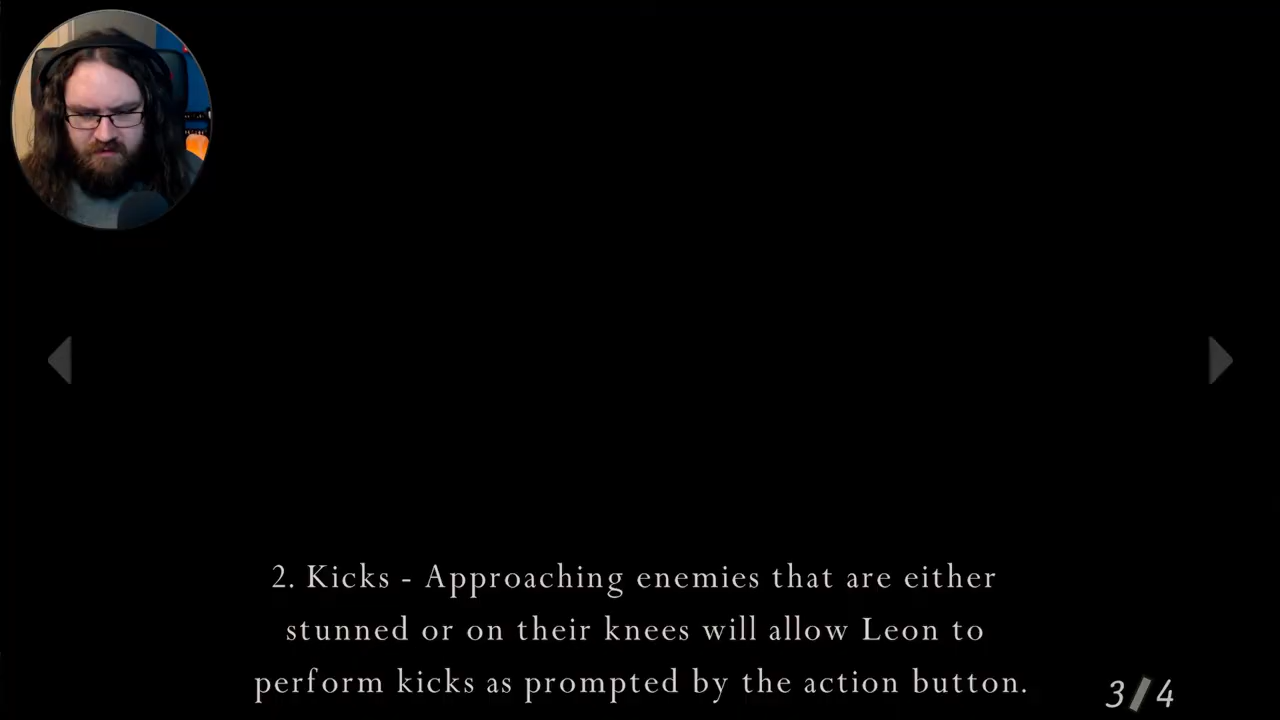 2. Kicks - Approaching enemies that are either
stunned or on their knees will allow Leon to
perform kicks as prompted by the action button.
3/4